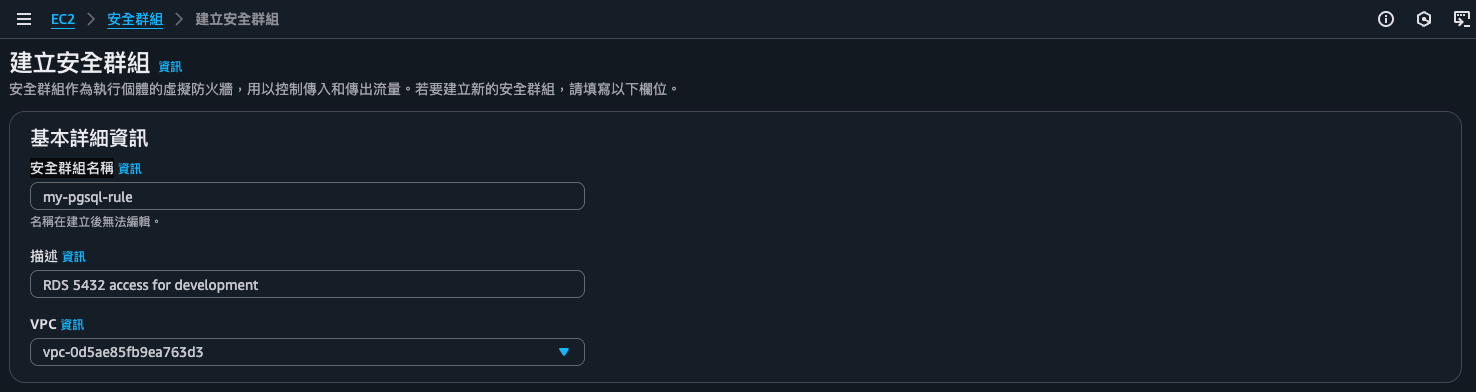 EC2 > 安全群組 > 建立安全群組
建立安全群組 資訊
安全群組作為執行個體的虛擬防火牆，用以控制傳入和傳出流量。若要建立新的安全群組，請填寫以下欄位。
基本詳細資訊
安全群組名稱 資訊
my-pgsql-rule
名稱在建立後無法編輯。
描述 資訊
RDS 5432 access for development
VPC 資訊
vpc-0d5ae85fb9ea763d3